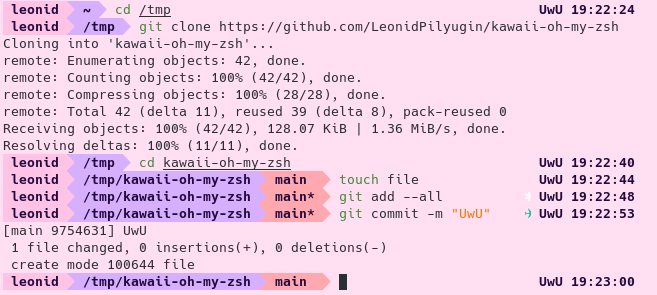 leonid ~ cd /tmp UwU 19:22:24
leonid /tmp git clone https://github.com/LeonidPilyugin/kawaii-oh-my-zsh
Cloning into 'kawaii-oh-my-zsh'...
remote: Enumerating objects: 42, done.
remote: Counting objects: 100% (42/42), done.
remote: Compressing objects: 100% (28/28), done.
remote: Total 42 (delta 11), reused 39 (delta 8), pack-reused 0
Receiving objects: 100% (42/42), 128.07 KiB | 1.36 MiB/s, done.
Resolving deltas: 100% (11/11), done.
leonid /tmp cd kawaii-oh-my-zsh UwU 19:22:40
leonid /tmp/kawaii-oh-my-zsh main touch file UwU 19:22:44
leonid /tmp/kawaii-oh-my-zsh main* git add --all UwU 19:22:48
leonid /tmp/kawaii-oh-my-zsh main* git commit -m "UwU" UwU 19:22:53
[main 9754631] UwU
1 file changed, 0 insertions(+), 0 deletions(-)
create mode 100644 file
leonid /tmp/kawaii-oh-my-zsh main UwU 19:23:00